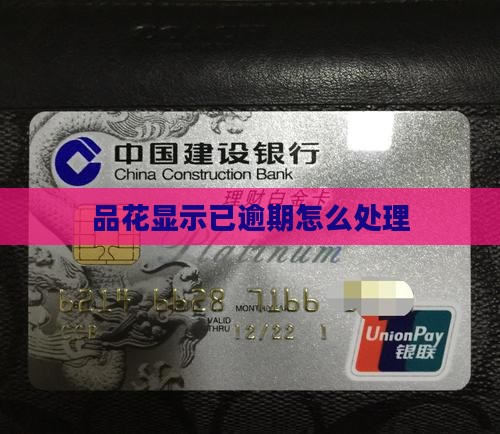 中国建设银行
China Construction Bank
理财白金卡
品花显示已逾期怎么处理
Platinum
MONTH/YEAR
VALID
THRU
12/22 1
UnionPay
银联